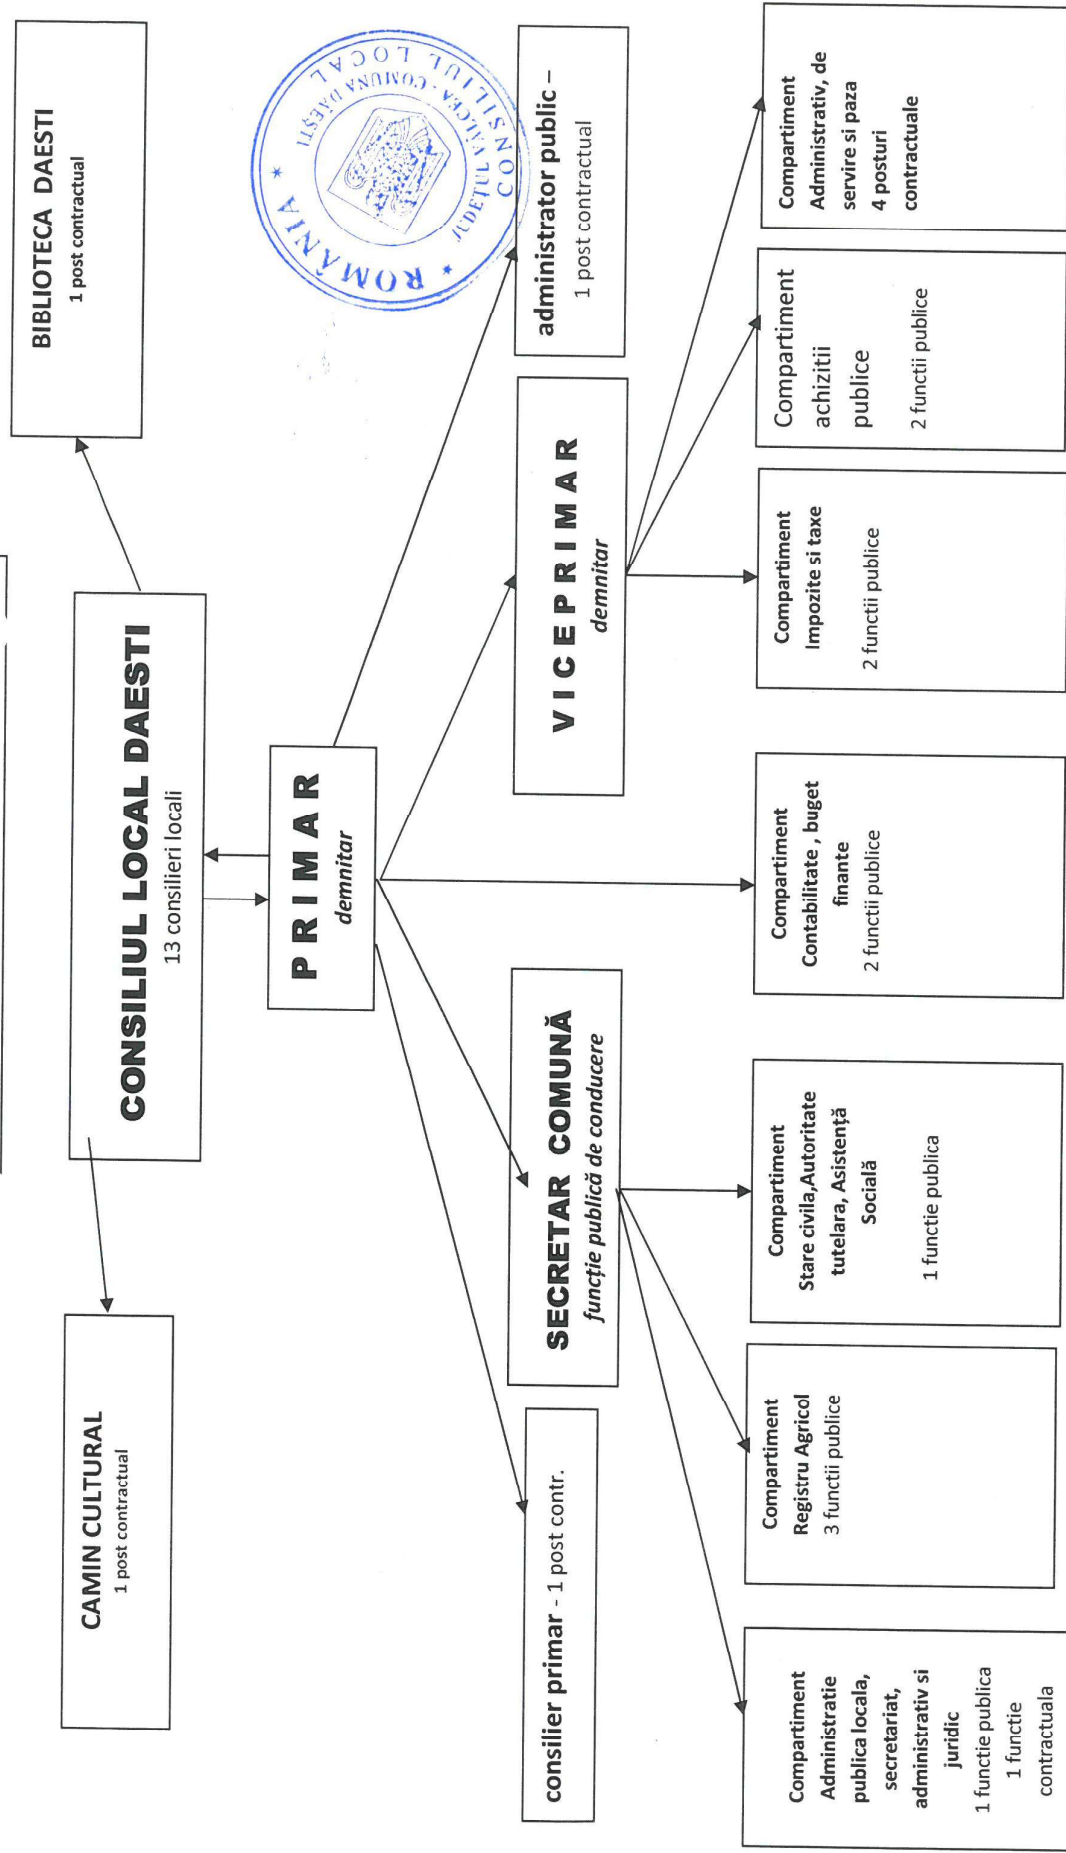 CAMIN CULTURAL
1 post contractual
CONSILIUL LOCAL DAESTI
13 consilieri locali
BIBLIOTECA DAESTI
1 post contractual
P R I M A R
demnitar
ROMÂNIA
JUDEŢUL VÂLCEA - COMUNA DĂEŞTI
CONSILIUL LOCAL
consilier primar - 1 post contr.
SECRETAR COMUNĂ
funcție publică de conducere
V I C E P R I M A R
demnitar
administrator public –
1 post contractual
Compartiment
Administratie
publica locala,
secretariat,
administrativ si
juridic
1 functie publica
1 functie
contractuala
Compartiment
Registru Agricol
3 functii publice
Compartiment
Stare civila,Autoritate
tutelara, Asistență
Socială
1 functie publica
Compartiment
Contabilitate , buget
finante
2 functii publice
Compartiment
Impozite si taxe
2 functii publice
Compartiment
achizitii
publice
2 functii publice
Compartiment
Administrativ, de
servire si paza
4 posturi
contractuale